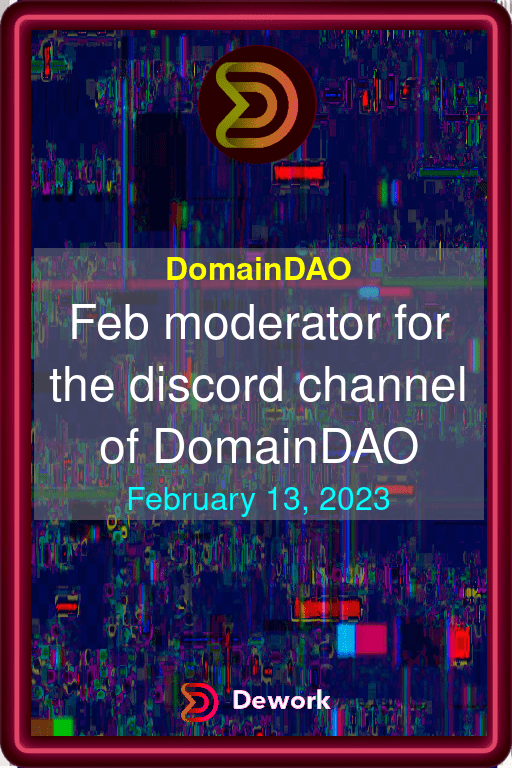 DomainDAO
Feb moderator for
the discord channel
of DomainDAO
February 13, 2023
Dework